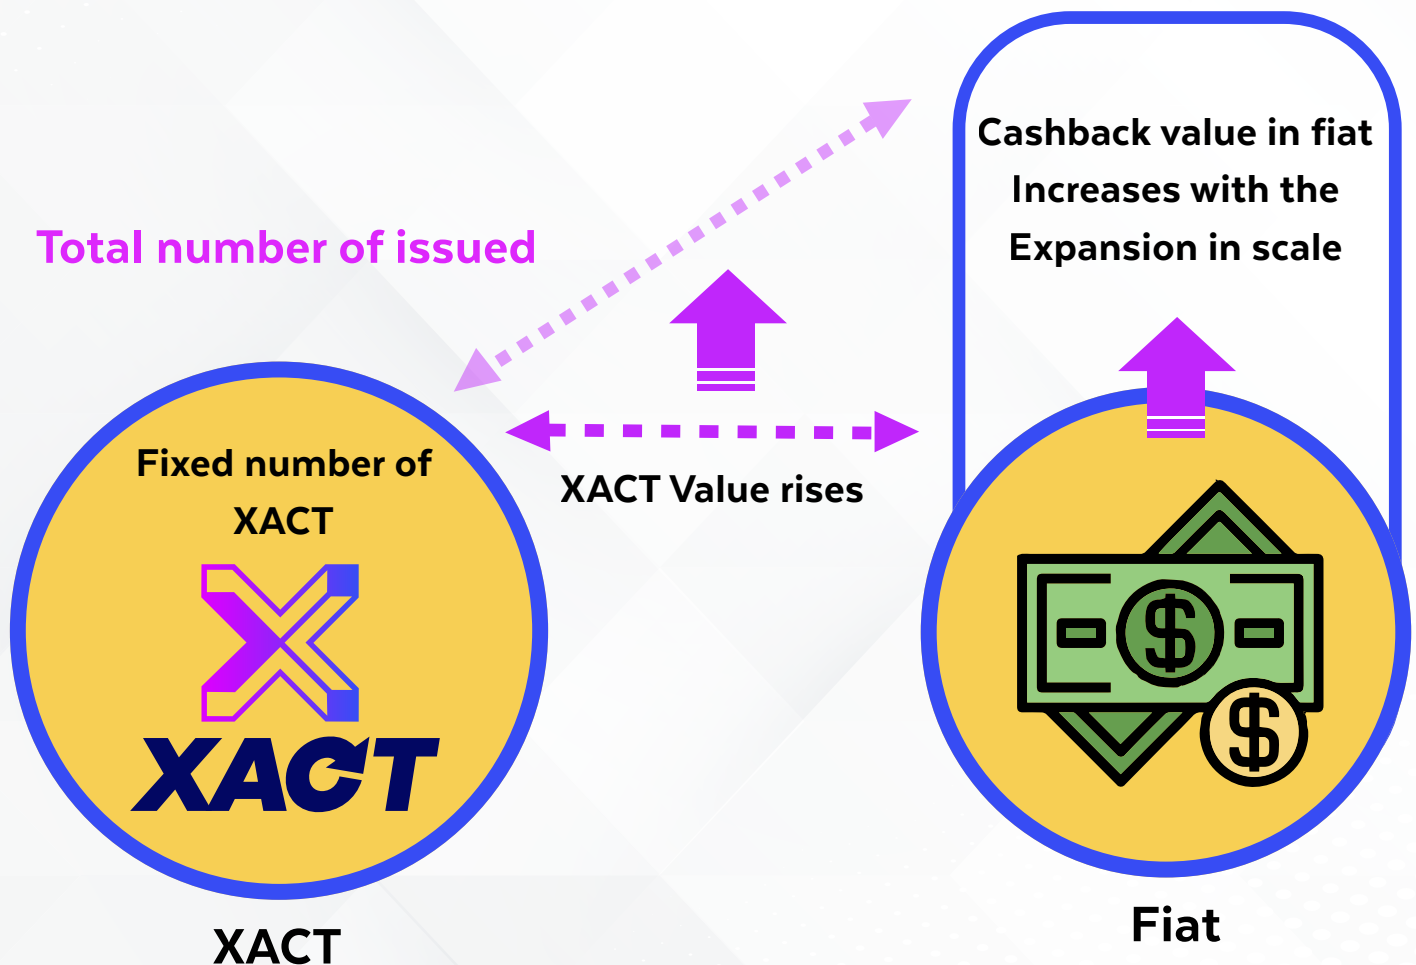 Cashback value in fiat
Increases with the
Expansion in scale
Total number of issued
Fixed number of
XACT
XACT Value rises
XACT
$
$
XACT
Fiat